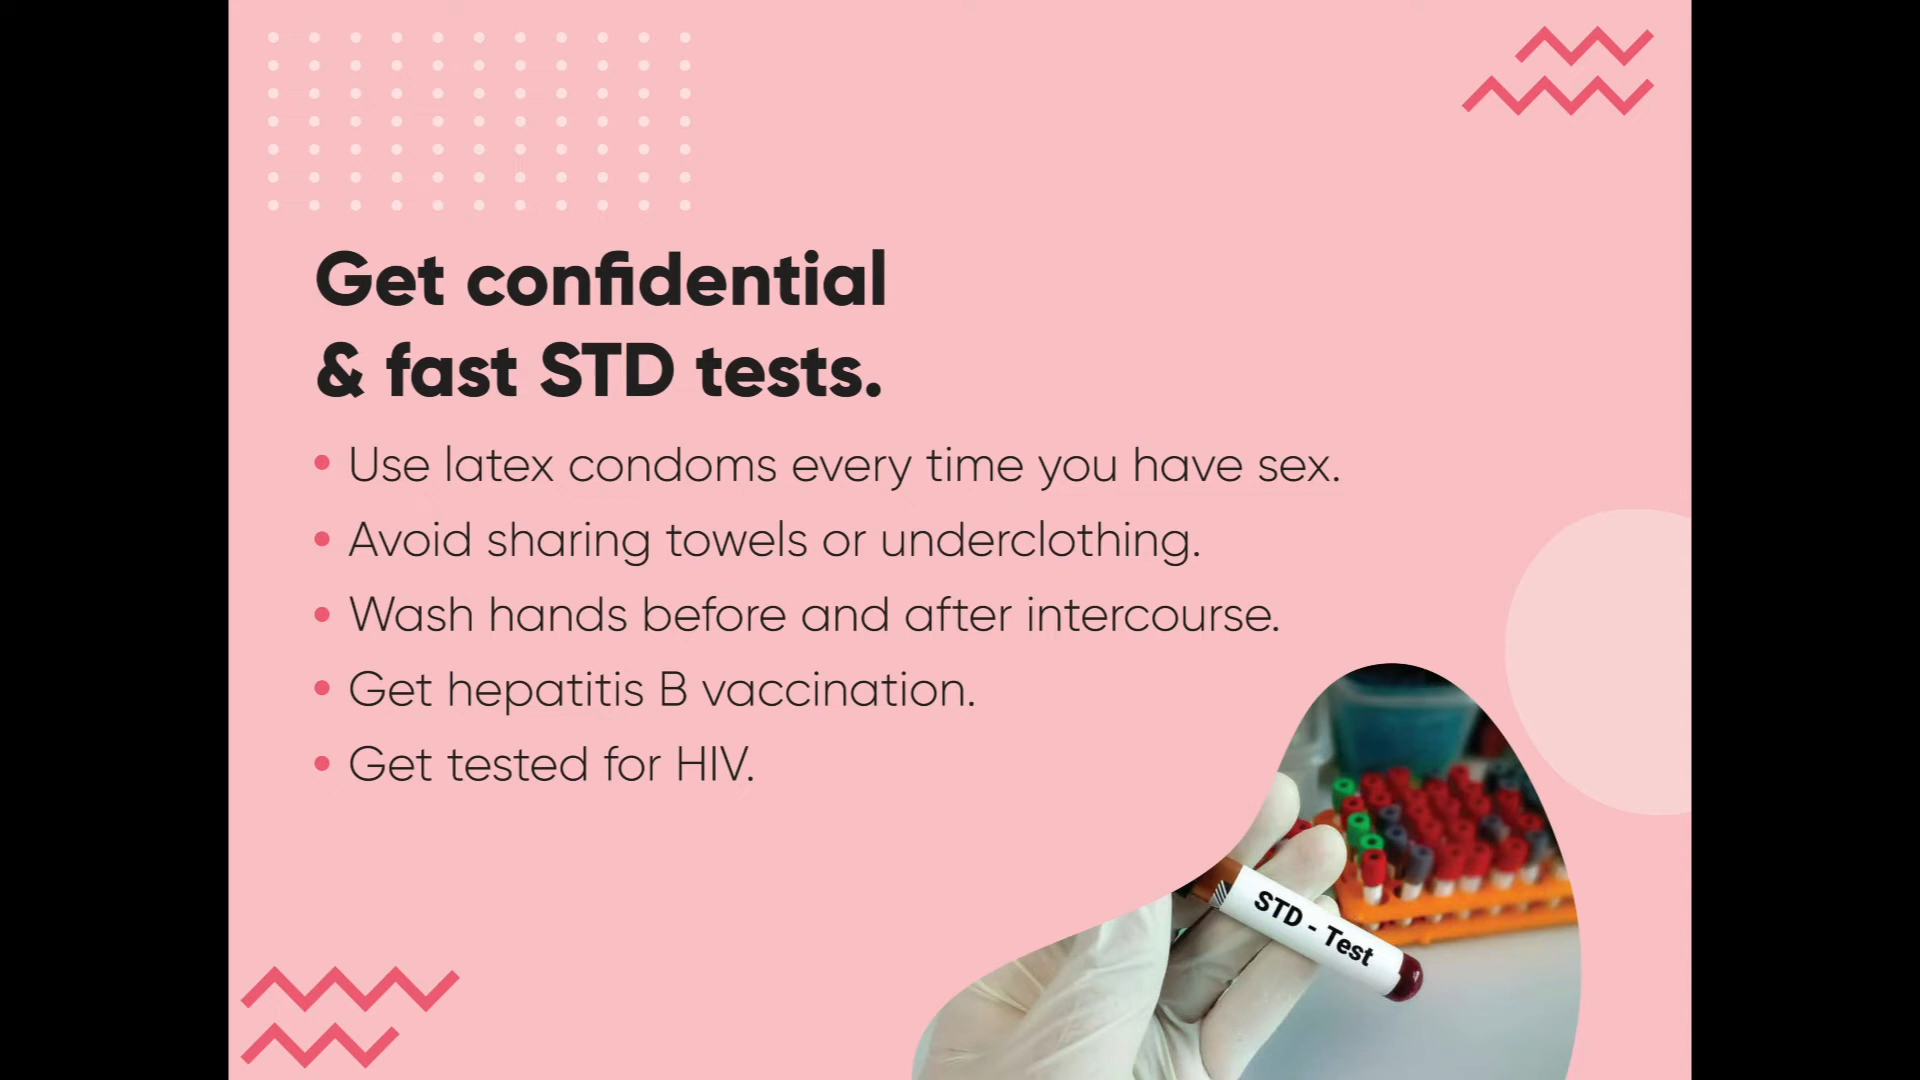 Get confidential
& fast STD tests.
• Use latex condoms every time you have sex.
• Avoid sharing towels or underclothing.
• Wash hands before and after intercourse.
• Get hepatitis B vaccination.
• Get tested for HIV.
STD - Test